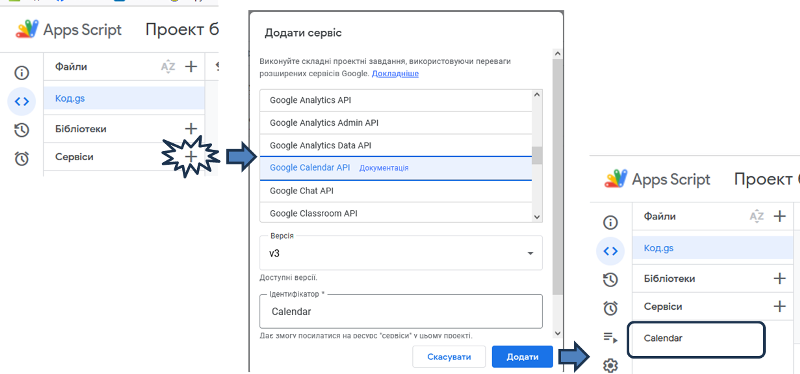 Apps Script Проект б
Файли
AZ
Код.gs
Бібліотеки
Сервіси
Додати сервіс
Виконуйте складні проектні завдання, використовуючи переваги
розширених сервісів Google. Докладніше
Google Analytics API
Google Analytics Admin API
Google Analytics Data API
Google Calendar API Документація
Google Chat API
Google Classroom API
Версія
v3
Доступні версії.
Ідентифікатор *
Calendar
Дає змогу посилатися на ресурс "сервіси" у цьому проекті.
Скасувати Додати
Apps Script Проект б
Файли
AZ
Код.gs
Бібліотеки
Сервіси
Calendar